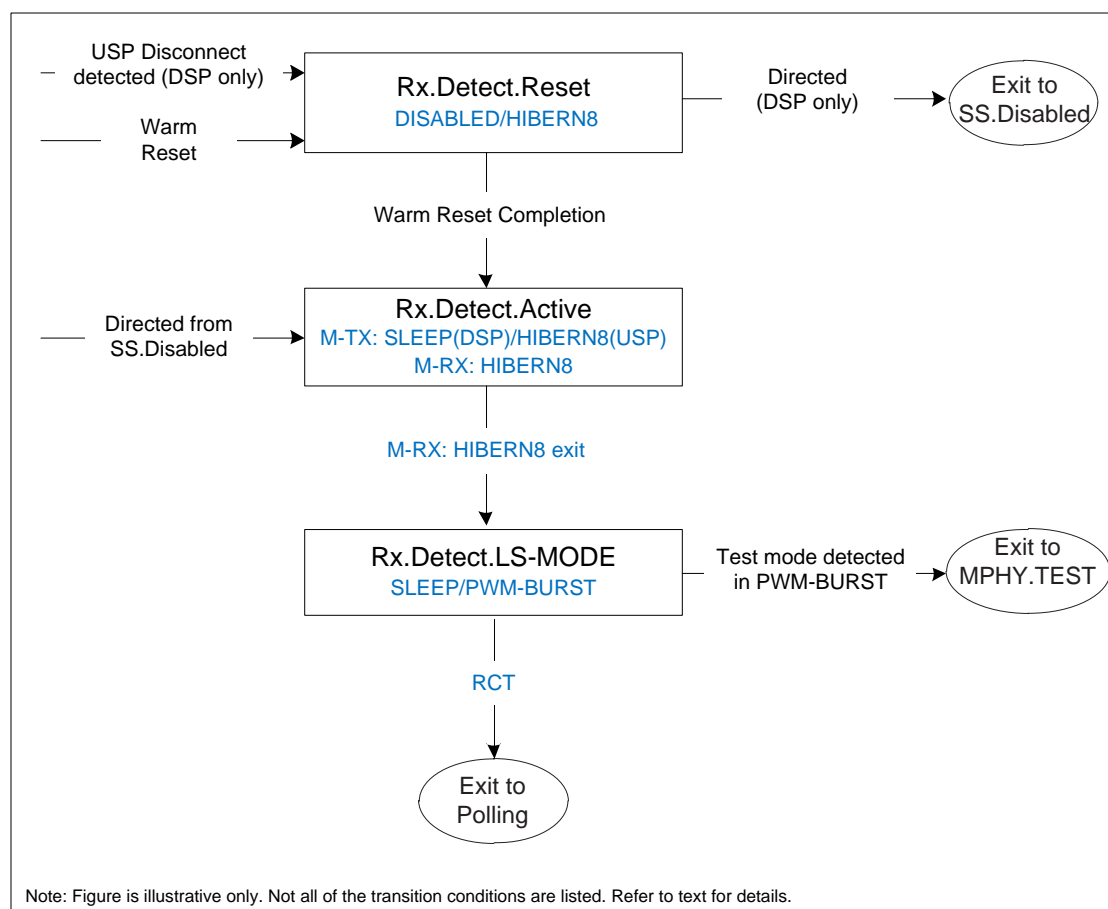 USP Disconnect
detected (DSP only)
Warm
Reset
Rx.Detect.Reset
DISABLED/HIBERN8
Directed
(DSP only)
Exit to
SS.Disabled
Warm Reset Completion
Directed from
SS.Disabled
Rx.Detect.Active
M-TX: SLEEP(DSP)/HIBERN8(USP)
M-RX: HIBERN8
M-RX: HIBERN8 exit
Rx.Detect.LS-MODE
SLEEP/PWM-BURST
Test mode detected
in PWM-BURST
Exit to
MPHY.TEST
RCT
Exit to
Polling
Note: Figure is illustrative only. Not all of the transition conditions are listed. Refer to text for details.